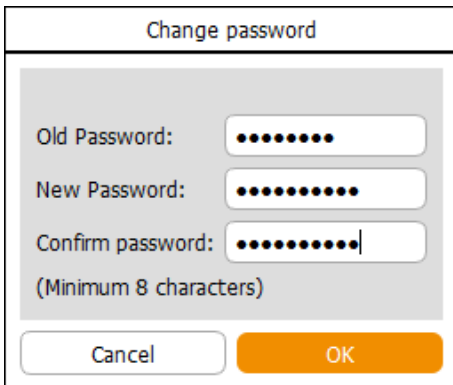 Change password
Old Password: ●●●●●●●●
New Password: ●●●●●●●●●●
Confirm password: ●●●●●●●●●●
(Minimum 8 characters)
Cancel OK